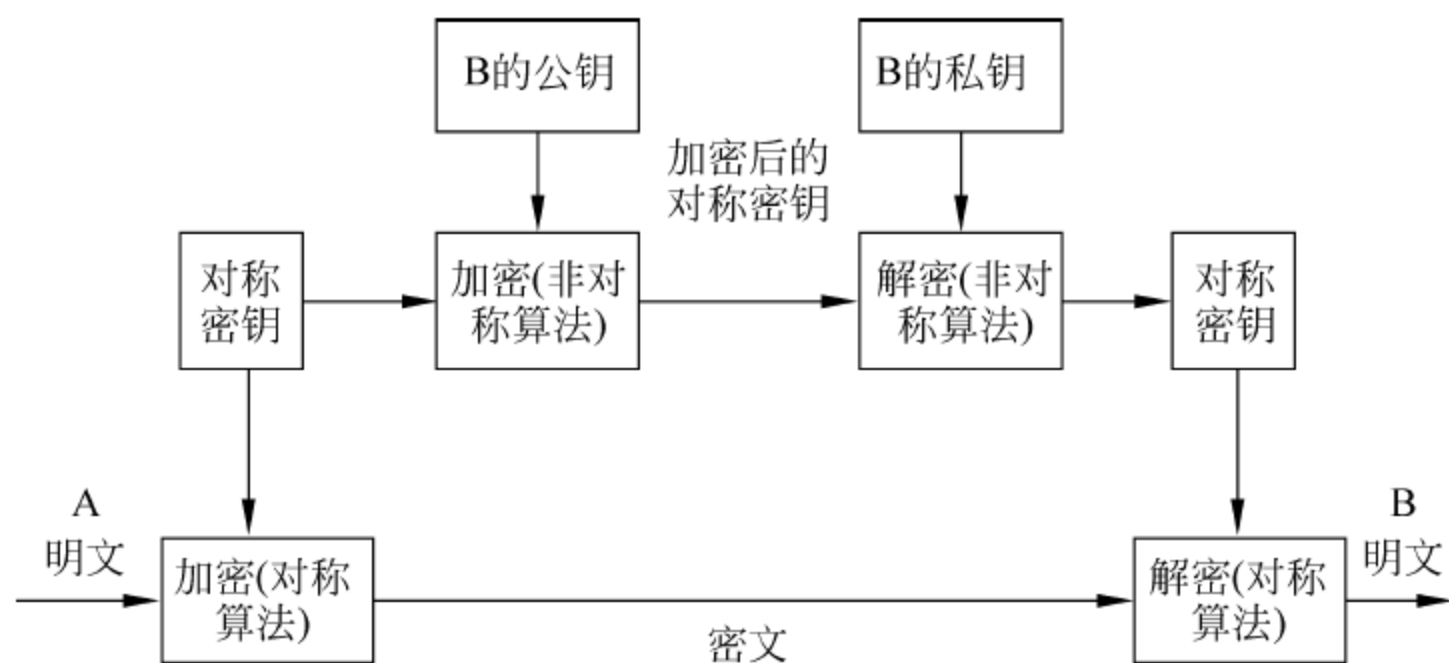 B的公钥
B的私钥
加密后的
对称密钥
对称
密钥
加密(非对
称算法)
解密(非对
称算法)
对称
密钥
A
明文
加密(对称
算法)
密文
解密(对称
算法)
B
明文